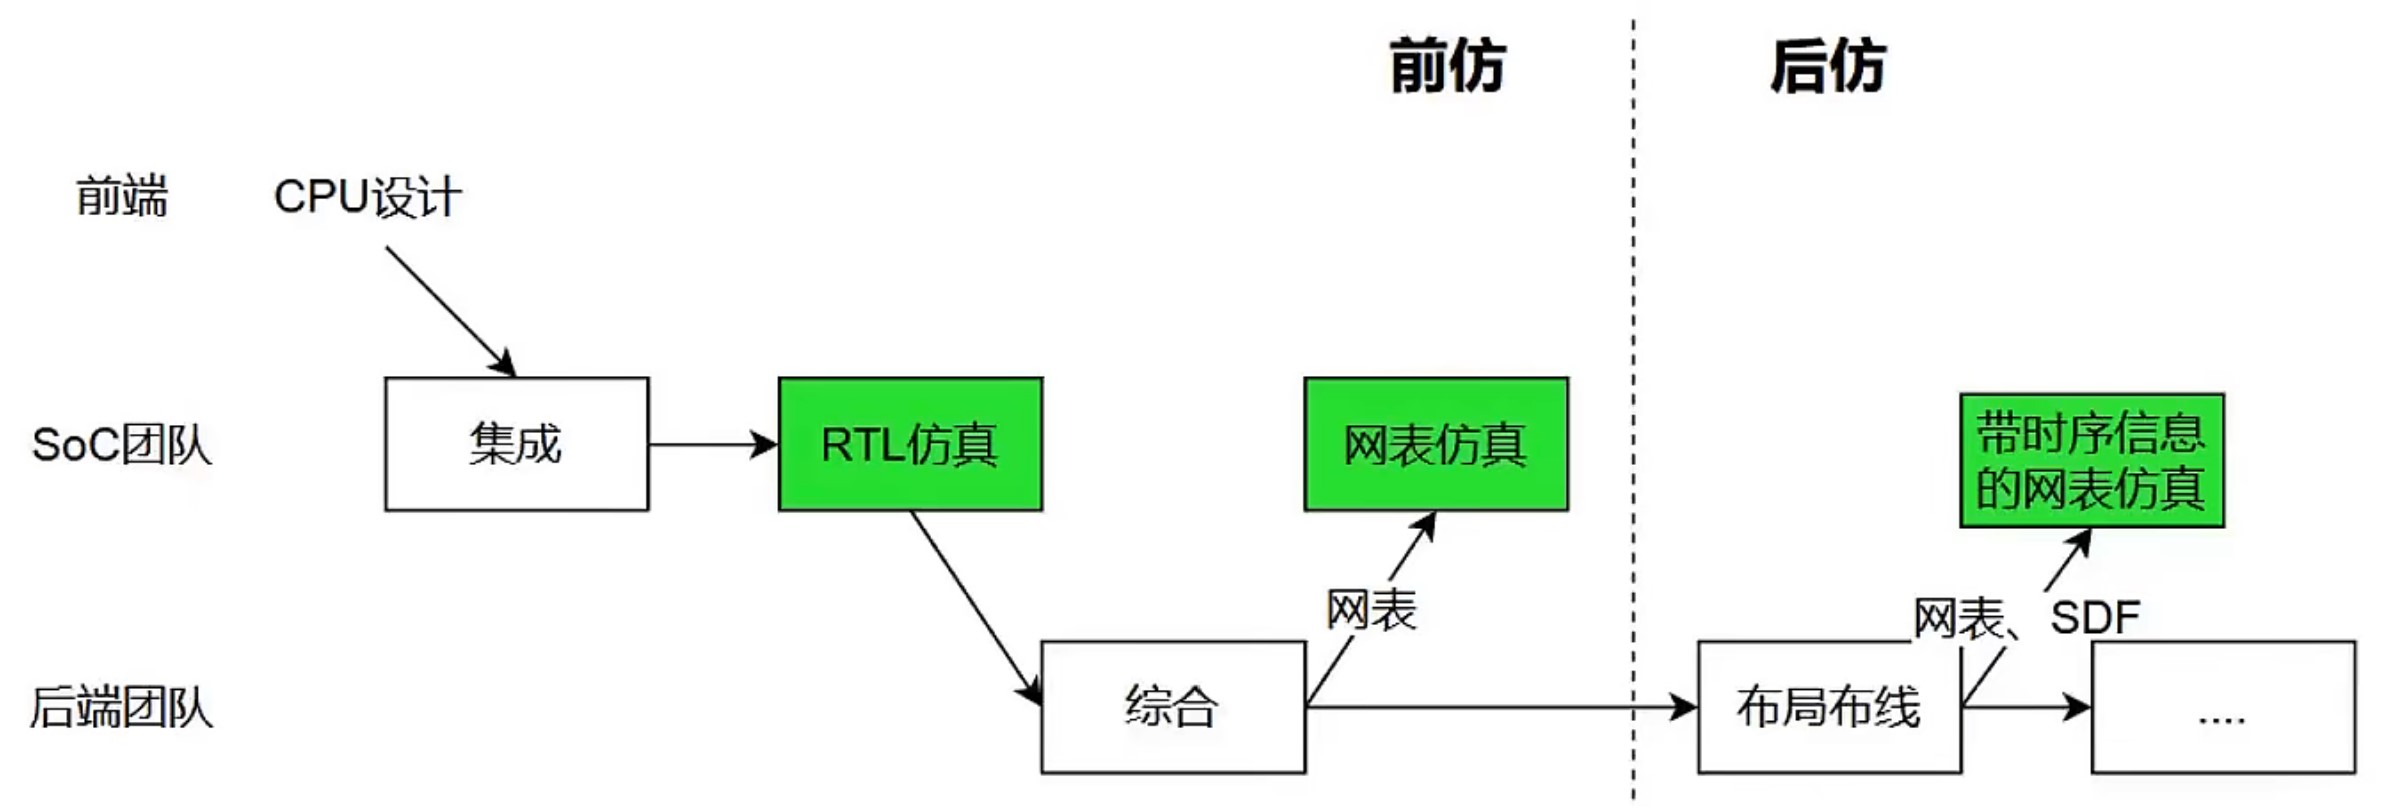 前仿
后仿
前端
CPU设计
SoC团队
集成
RTL仿真
网表仿真
带时序信息
的网表仿真
网表
网表、SDF
后端团队
综合
布局布线
....